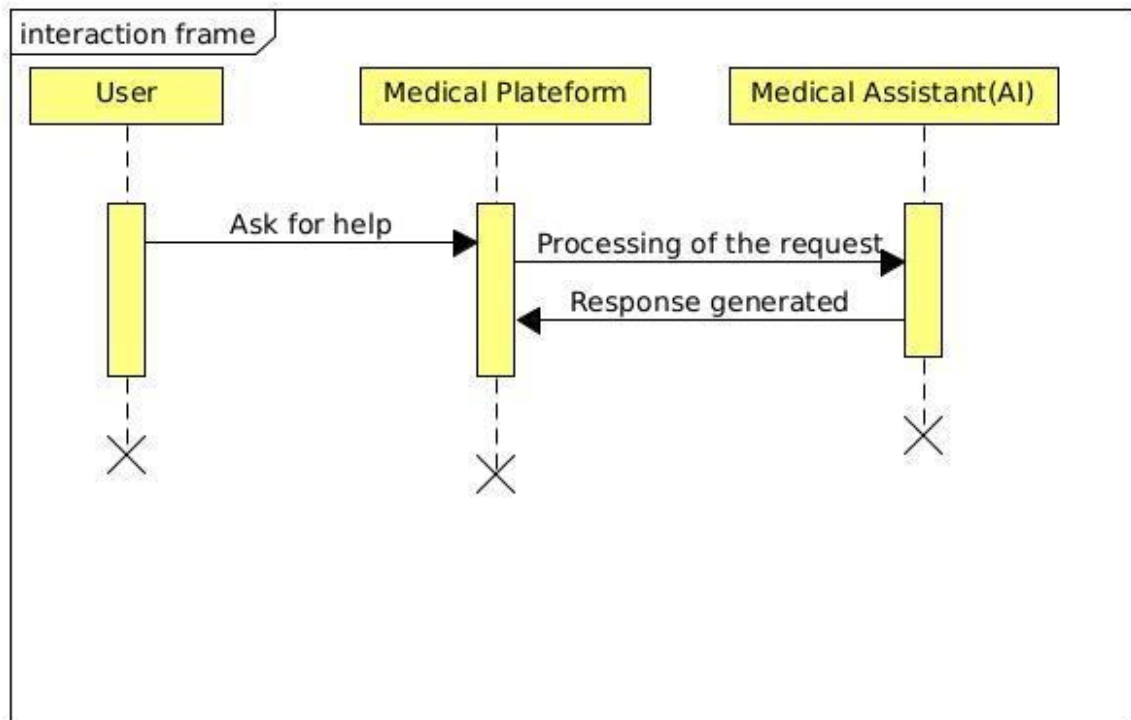 interaction frame
User
Medical Plateform
Medical Assistant(AI)
Ask for help
Processing of the request
Response generated